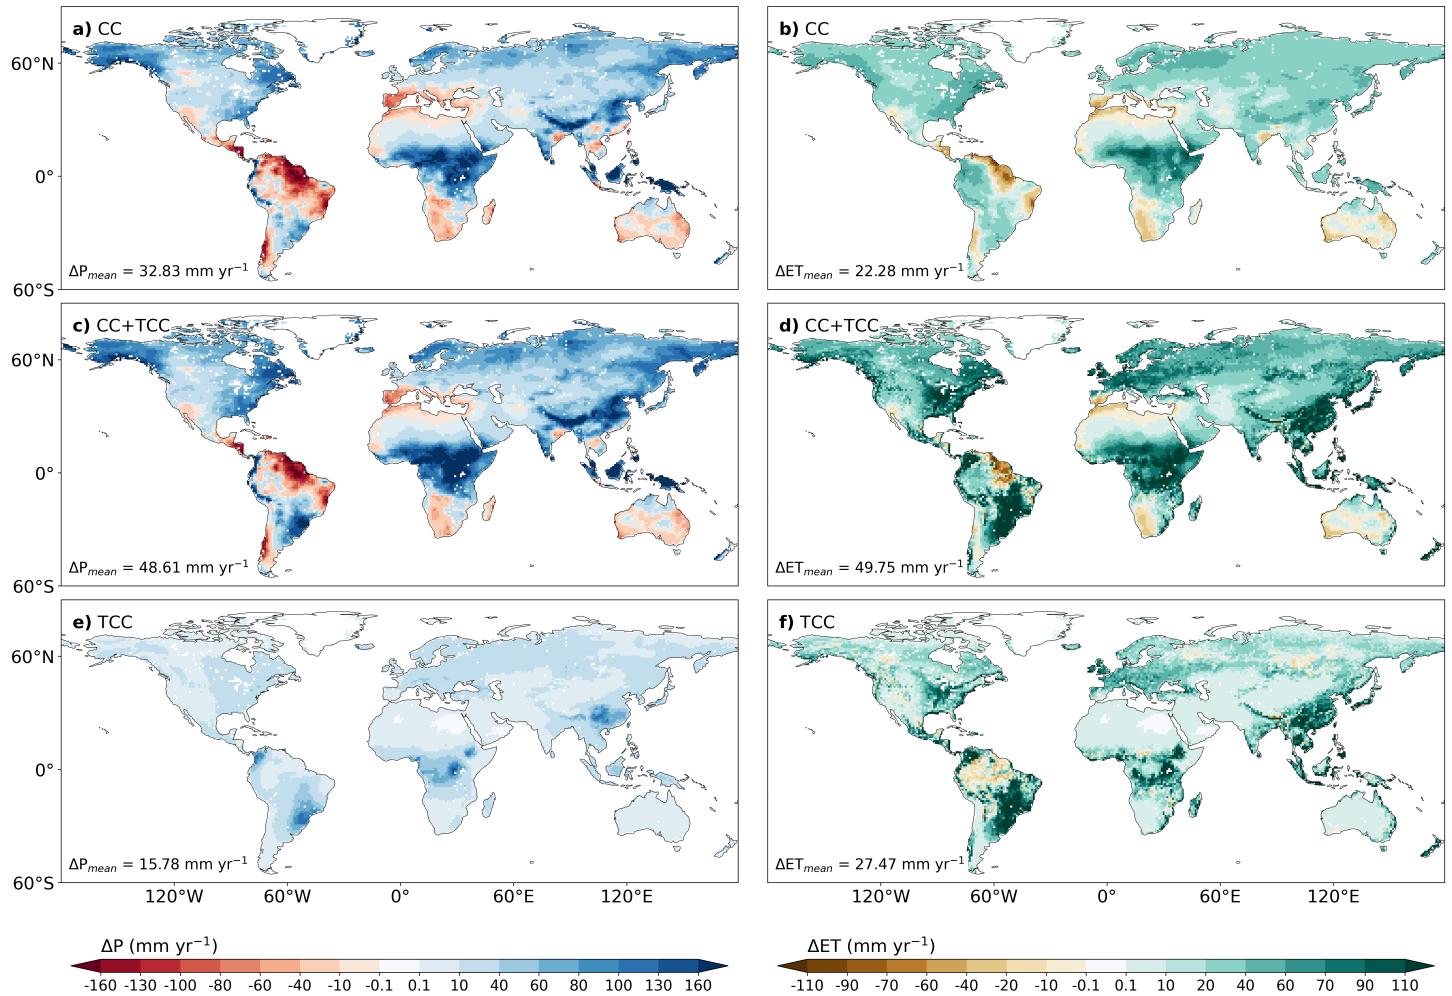 a) CC
60°N
0°
60°S
ΔPmean = 32.83 mm yr⁻¹
b) CC
ΔETmean = 22.28 mm yr⁻¹
c) CC+TCC
60°N
0°
60°S
ΔPmean = 48.61 mm yr⁻¹
d) CC+TCC
ΔETmean = 49.75 mm yr⁻¹
e) TCC
60°N
0°
60°S
ΔPmean = 15.78 mm yr⁻¹
120°W 60°W 0° 60°E 120°E
f) TCC
ΔETmean = 27.47 mm yr⁻¹
120°W 60°W 0° 60°E 120°E
ΔP (mm yr⁻¹)
-160 -130 -100 -80 -60 -40 -10 -0.1 0.1 10 40 60 80 100 130 160
ΔET (mm yr⁻¹)
-110 -90 -70 -60 -40 -20 -10 -0.1 0.1 10 20 40 60 70 90 110